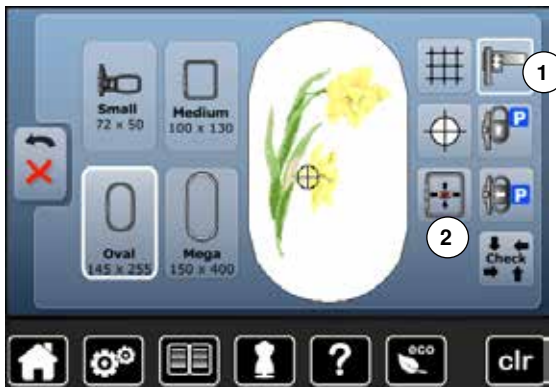 Small
72 x 50
Medium
100 x 130
Oval
145 x 255
Mega
150 x 400
1
P
P
2
Check
?
eco
clr